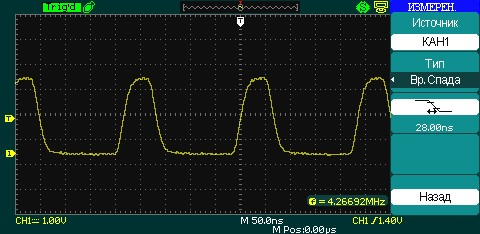 Trig'd ИЗМЕРЕН.
Источник
КАН1
Тип
Вр.Спада
28.00ns
Назад
T
1
f = 4.26692MHz
CH1 1.00V M 50.0ns CH1 / 1.40V
M Pos:0.00µs